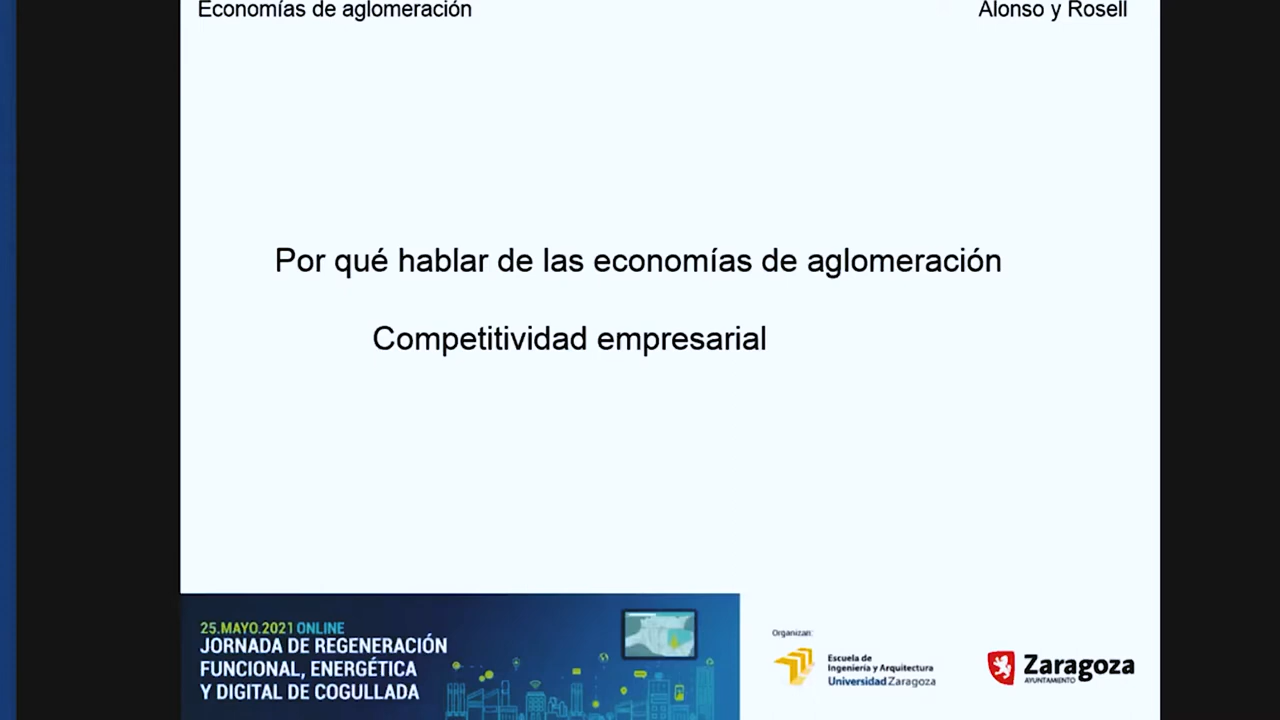 Economías de aglomeración
Alonso y Rosell
Por qué hablar de las economías de aglomeración
Competitividad empresarial
25.MAYO.2021 ONLINE
JORNADA DE REGENERACIÓN
FUNCIONAL, ENERGÉTICA
Y DIGITAL DE COGULLADA
Organizan:
Escuela de
Ingeniería y Arquitectura
Universidad Zaragoza
Zaragoza
AYUNTAMIENTO